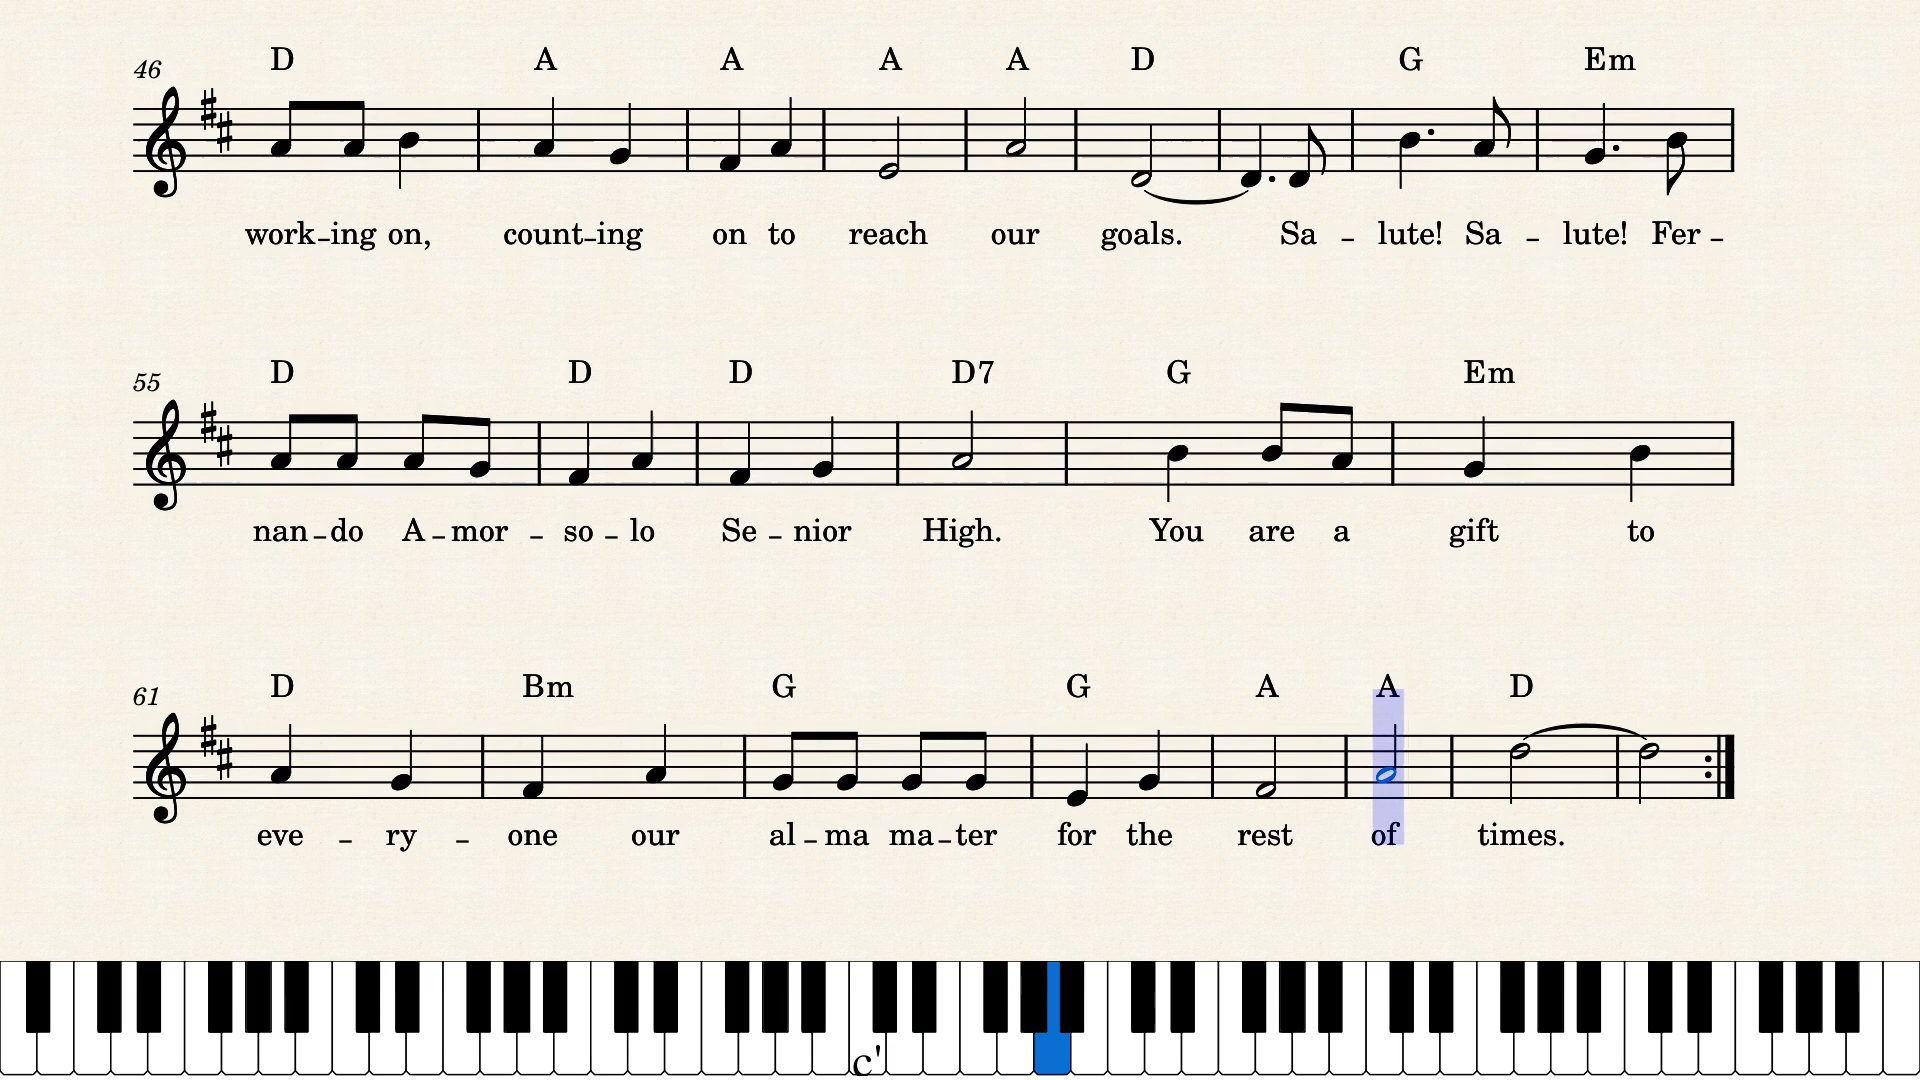 46 D A A A A D G Em
work-ing on, count-ing on to reach our goals. Sa - lute! Sa - lute! Fer -
55 D D D D7 G Em
nan-do A-mor - so - lo Se - nior High. You are a gift to
61 D Bm G G A A D
eve - ry - one our al-ma ma-ter for the rest of times.
c'